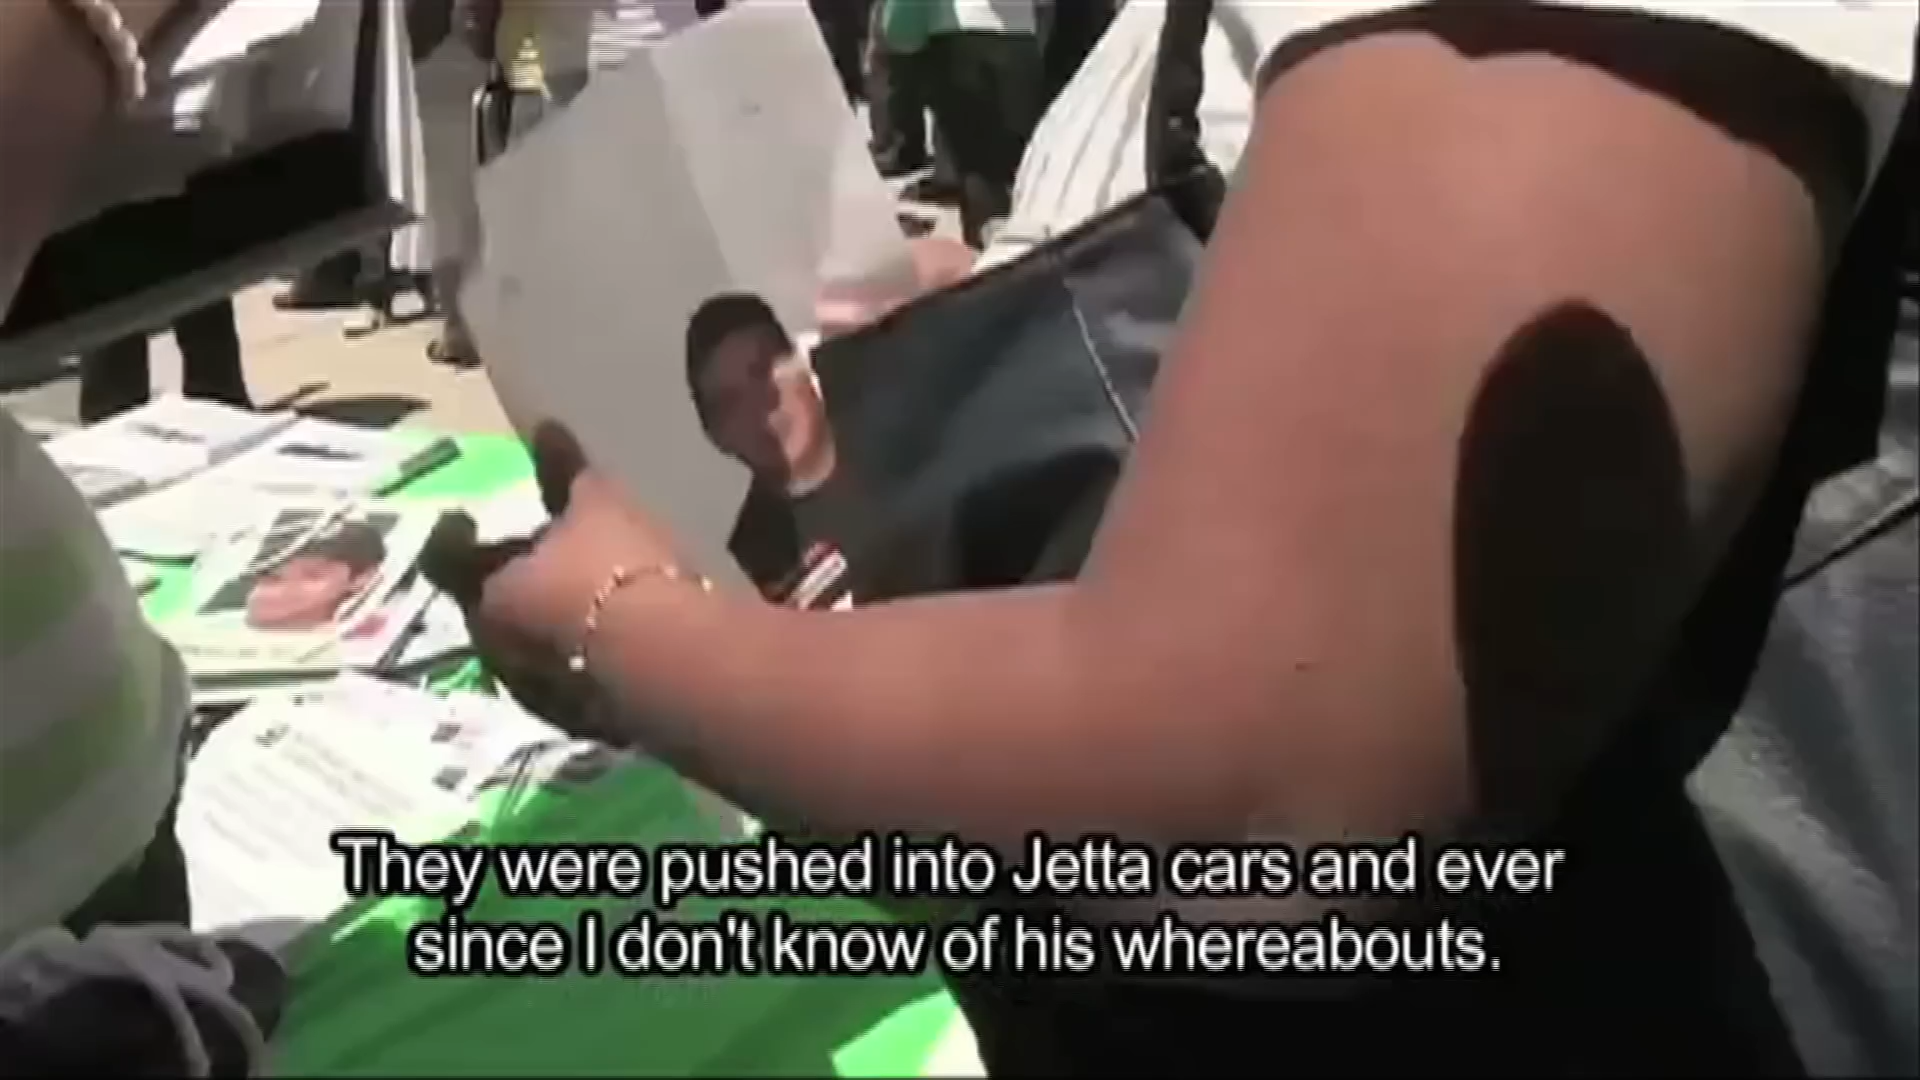 They were pushed into Jetta cars and ever
since I don't know of his whereabouts.